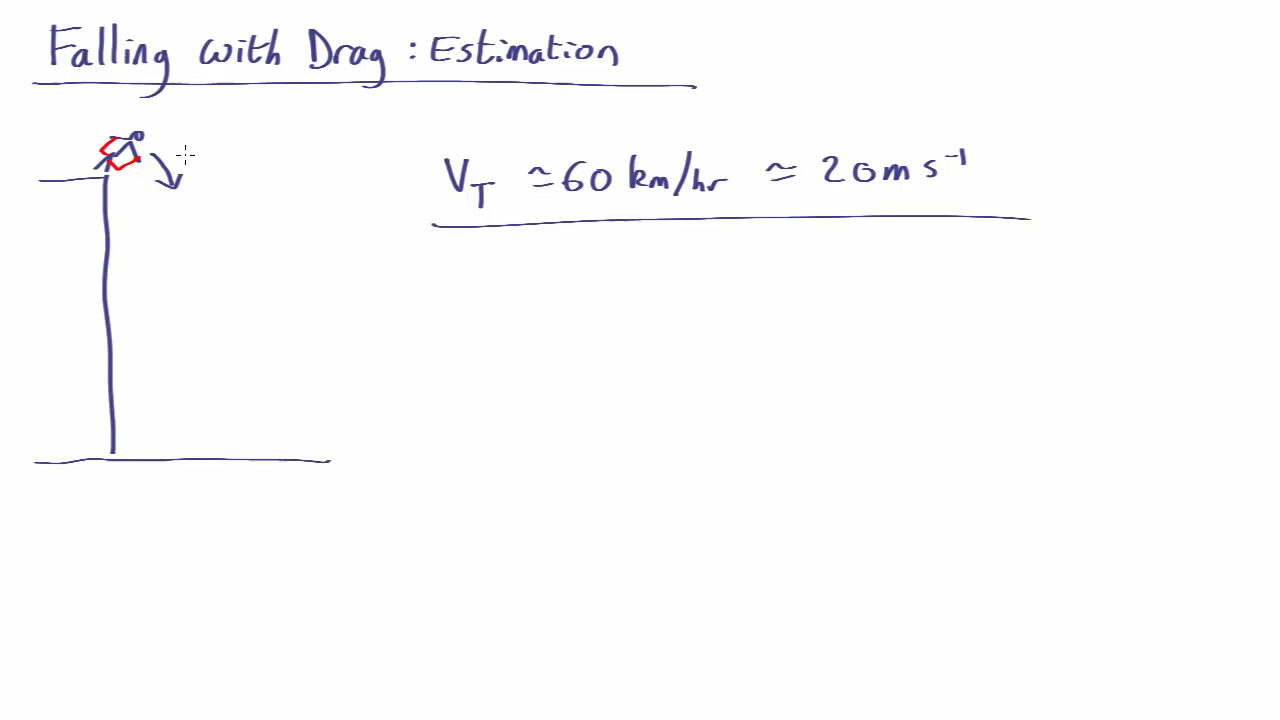 Falling with Drag : Estimation
V_T ≃ 60 km/hr ≃ 20 m s⁻¹